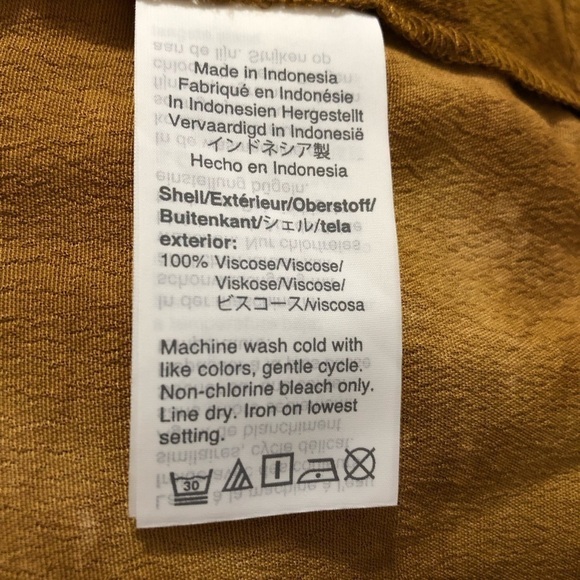 Made in Indonesia
Fabriqué en Indonésie
In Indonesien Hergestellt
Vervaardigd in Indonesië
インドネシア製
Hecho en Indonesia
Shell/Extérieur/Oberstoff/
Buitenkant/シェル/tela
exterior:
100% Viscose/Viscose/
Viskose/Viscose/
ビスコース/viscosa
Machine wash cold with
like colors, gentle cycle.
Non-chlorine bleach only.
Line dry. Iron on lowest
setting.
30